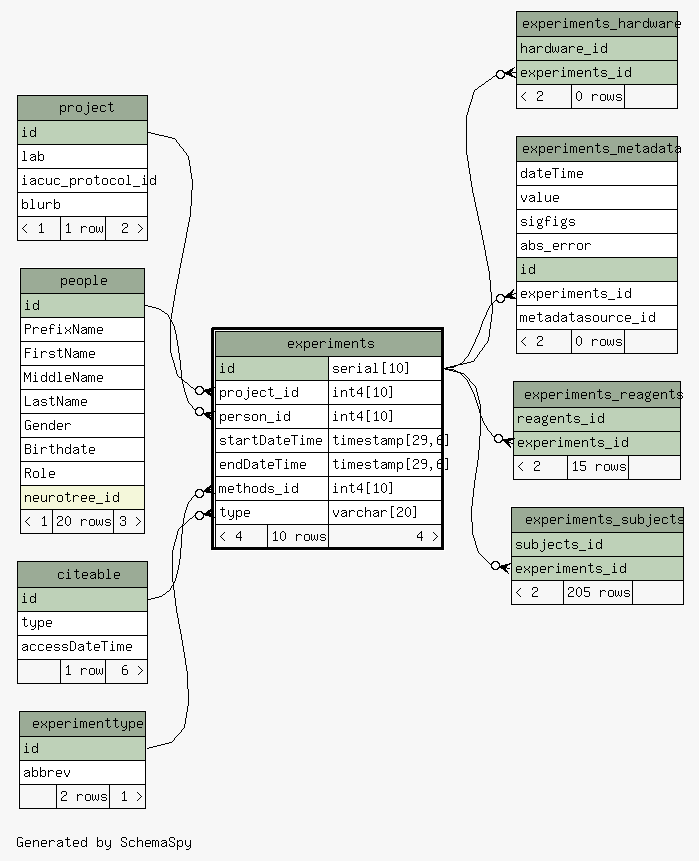 project
id
lab
iacuc_protocol_id
blurb
< 1 1 row 2 >
people
id
PrefixName
FirstName
MiddleName
LastName
Gender
Birthdate
Role
neurotree_id
< 1 20 rows 3 >
citeable
id
type
accessDateTime
1 row 6 >
experimenttype
id
abbrev
2 rows 1 >
experiments
id serial[10]
project_id int4[10]
person_id int4[10]
startDateTime timestamp[29,6]
endDateTime timestamp[29,6]
methods_id int4[10]
type varchar[20]
< 4 10 rows 4 >
experiments_hardware
hardware_id
experiments_id
< 2 0 rows
experiments_metadata
dateTime
value
sigfigs
abs_error
id
experiments_id
metadatasource_id
< 2 0 rows
experiments_reagents
reagents_id
experiments_id
< 2 15 rows
experiments_subjects
subjects_id
experiments_id
< 2 205 rows
Generated by SchemaSpy